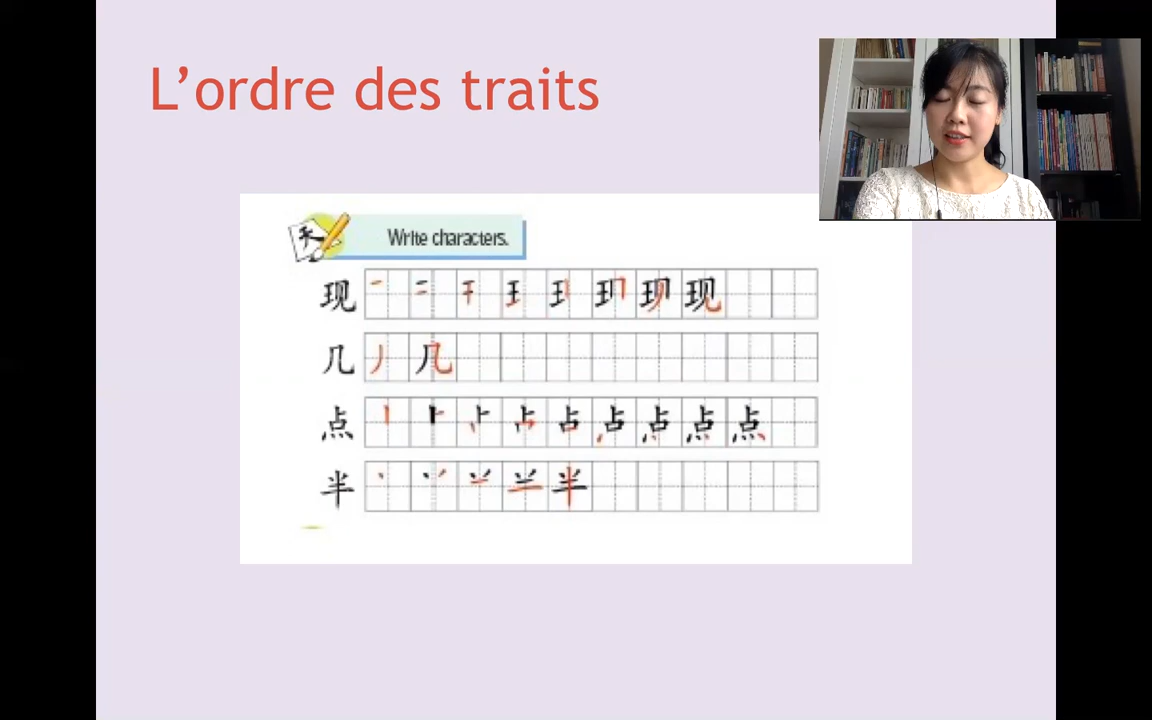 L'ordre des traits
Write characters.
现
几
点
半